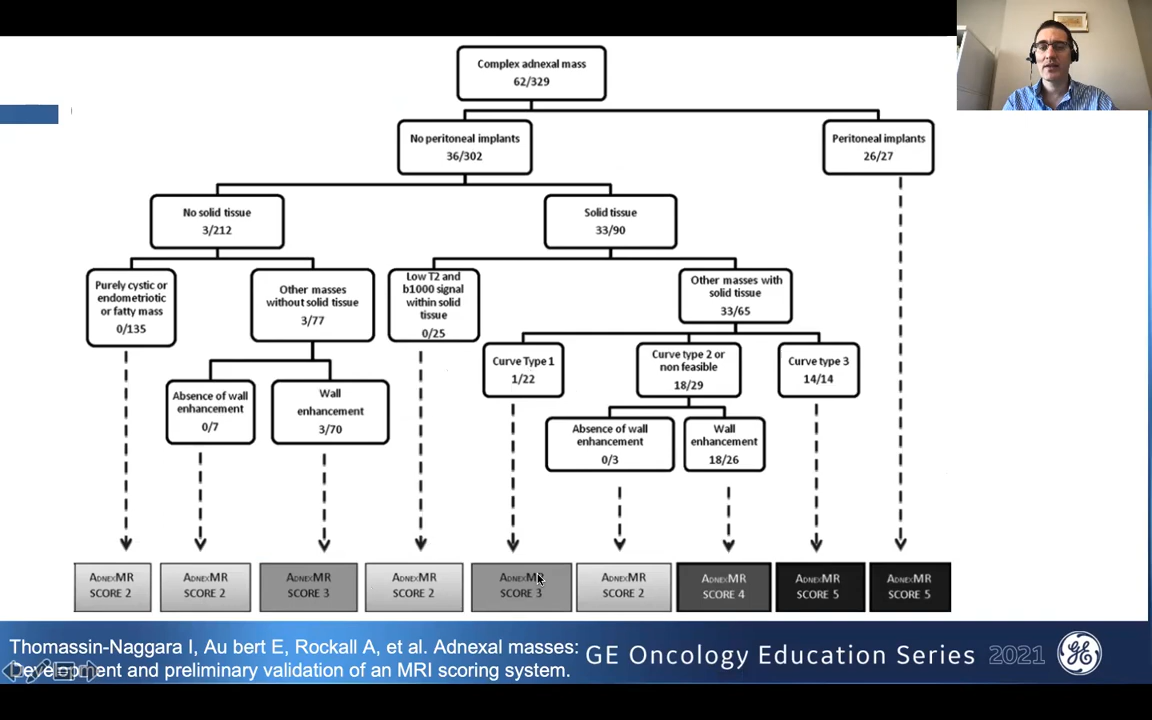 Complex adnexal mass
62/329
No peritoneal implants
36/302
Peritoneal implants
26/27
No solid tissue
3/212
Solid tissue
33/90
Purely cystic or
endometriotic
or fatty mass
0/135
Other masses
without solid tissue
3/77
Low T2 and
b1000 signal
within solid
tissue
0/25
Other masses with
solid tissue
33/65
Absence of wall
enhancement
0/7
Wall
enhancement
3/70
Curve Type 1
1/22
Curve type 2 or
non feasible
18/29
Curve type 3
14/14
Absence of wall
enhancement
0/3
Wall
enhancement
18/26
ADNEXMR
SCORE 2
ADNEXMR
SCORE 2
ADNEXMR
SCORE 3
ADNEXMR
SCORE 2
ADNEXMR
SCORE 3
ADNEXMR
SCORE 2
ADNEXMR
SCORE 4
ADNEXMR
SCORE 5
ADNEXMR
SCORE 5
Thomassin-Naggara I, Au bert E, Rockall A, et al. Adnexal masses:
Development and preliminary validation of an MRI scoring system.
GE Oncology Education Series 2021
GE